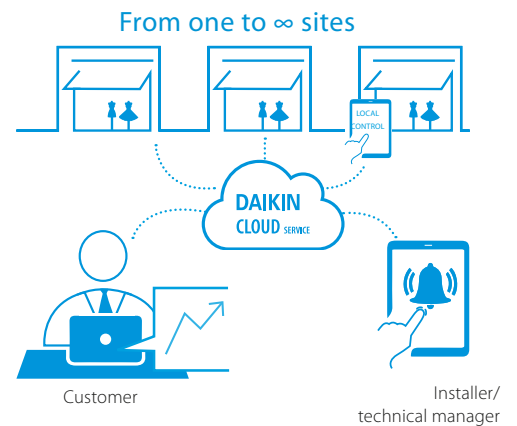 From one to ∞ sites
LOCAL
CONTROL
DAIKIN
CLOUD SERVICE
Customer
Installer/
technical manager